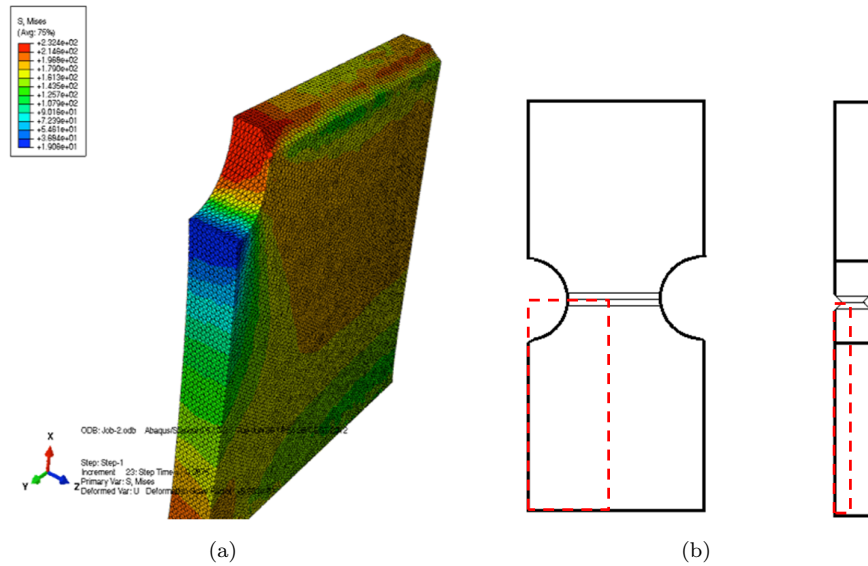 S, Mises
(Avg: 75%)
+2.324e+02
+2.146e+02
+1.968e+02
+1.790e+02
+1.613e+02
+1.435e+02
+1.257e+02
+1.079e+02
+9.016e+01
+7.239e+01
+5.461e+01
+3.684e+01
+1.906e+01
X
Y
Z
ODB: Job-2.odb
Step: Step-1
Increment 23: Step Time
Primary Var: S, Mises
Deformed Var: U
(a)
(b)